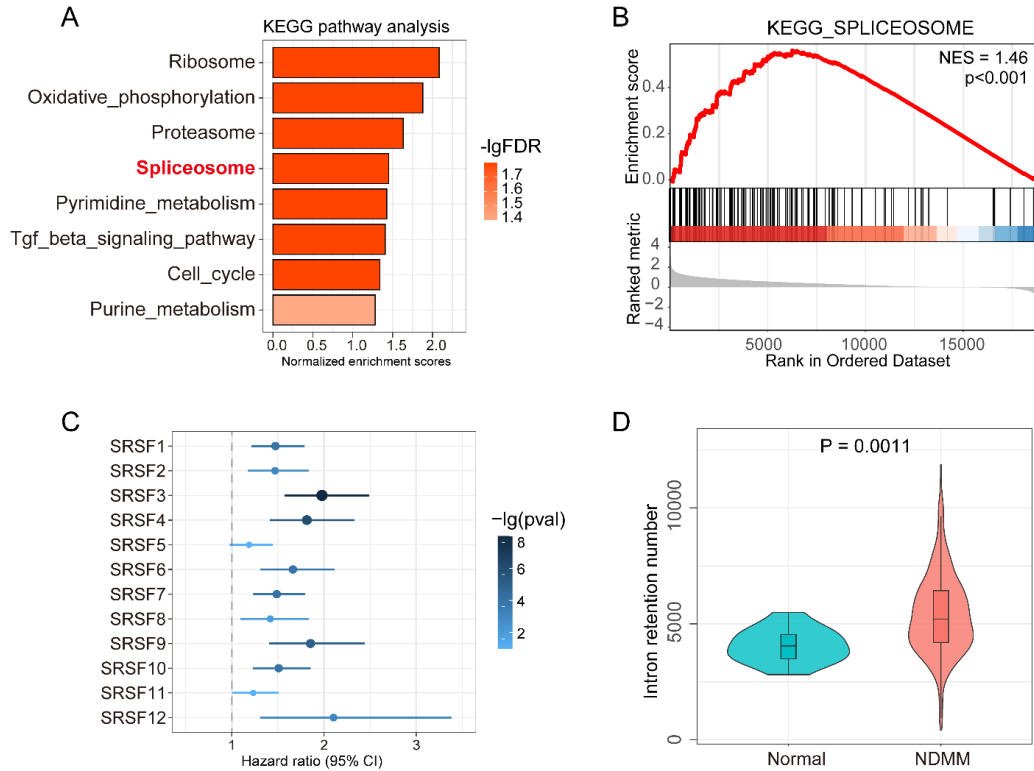 A
KEGG pathway analysis
Ribosome
Oxidative_phosphorylation
Proteasome
Spliceosome
Pyrimidine_metabolism
Tgf_beta_signaling_pathway
Cell_cycle
Purine_metabolism
0.0 0.5 1.0 1.5 2.0
Normalized enrichment scores
-lgFDR
1.7
1.6
1.5
1.4
B
KEGG_SPLICEOSOME
NES = 1.46
p<0.001
Enrichment score
0.4
0.2
0.0
Ranked metric
4
2
0
−2
−4
5000 10000 15000
Rank in Ordered Dataset
C
SRSF1
SRSF2
SRSF3
SRSF4
SRSF5
SRSF6
SRSF7
SRSF8
SRSF9
SRSF10
SRSF11
SRSF12
1 2 3
Hazard ratio (95% CI)
−lg(pval)
8
6
4
2
D
P = 0.0011
Intron retention number
10000
5000
0
Normal NDMM